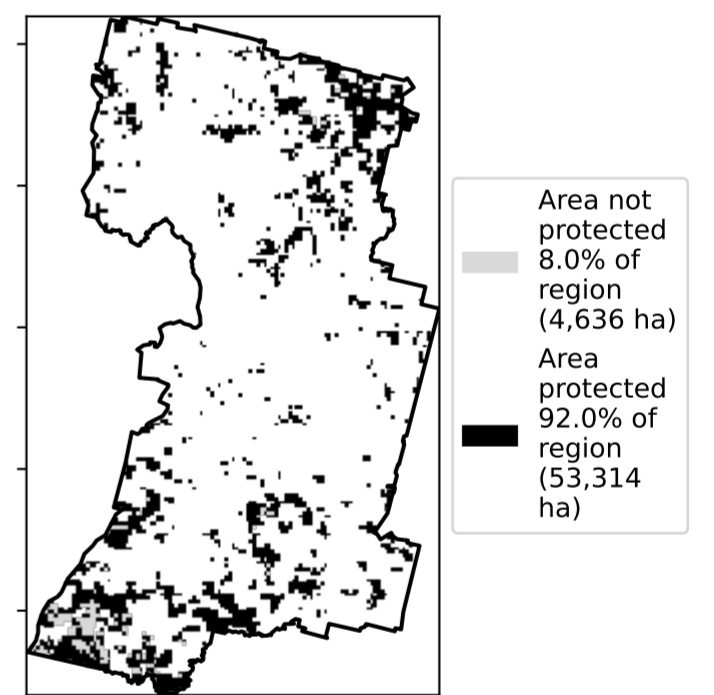 Area not
protected
8.0% of
region
(4,636 ha)
Area
protected
92.0% of
region
(53,314
ha)